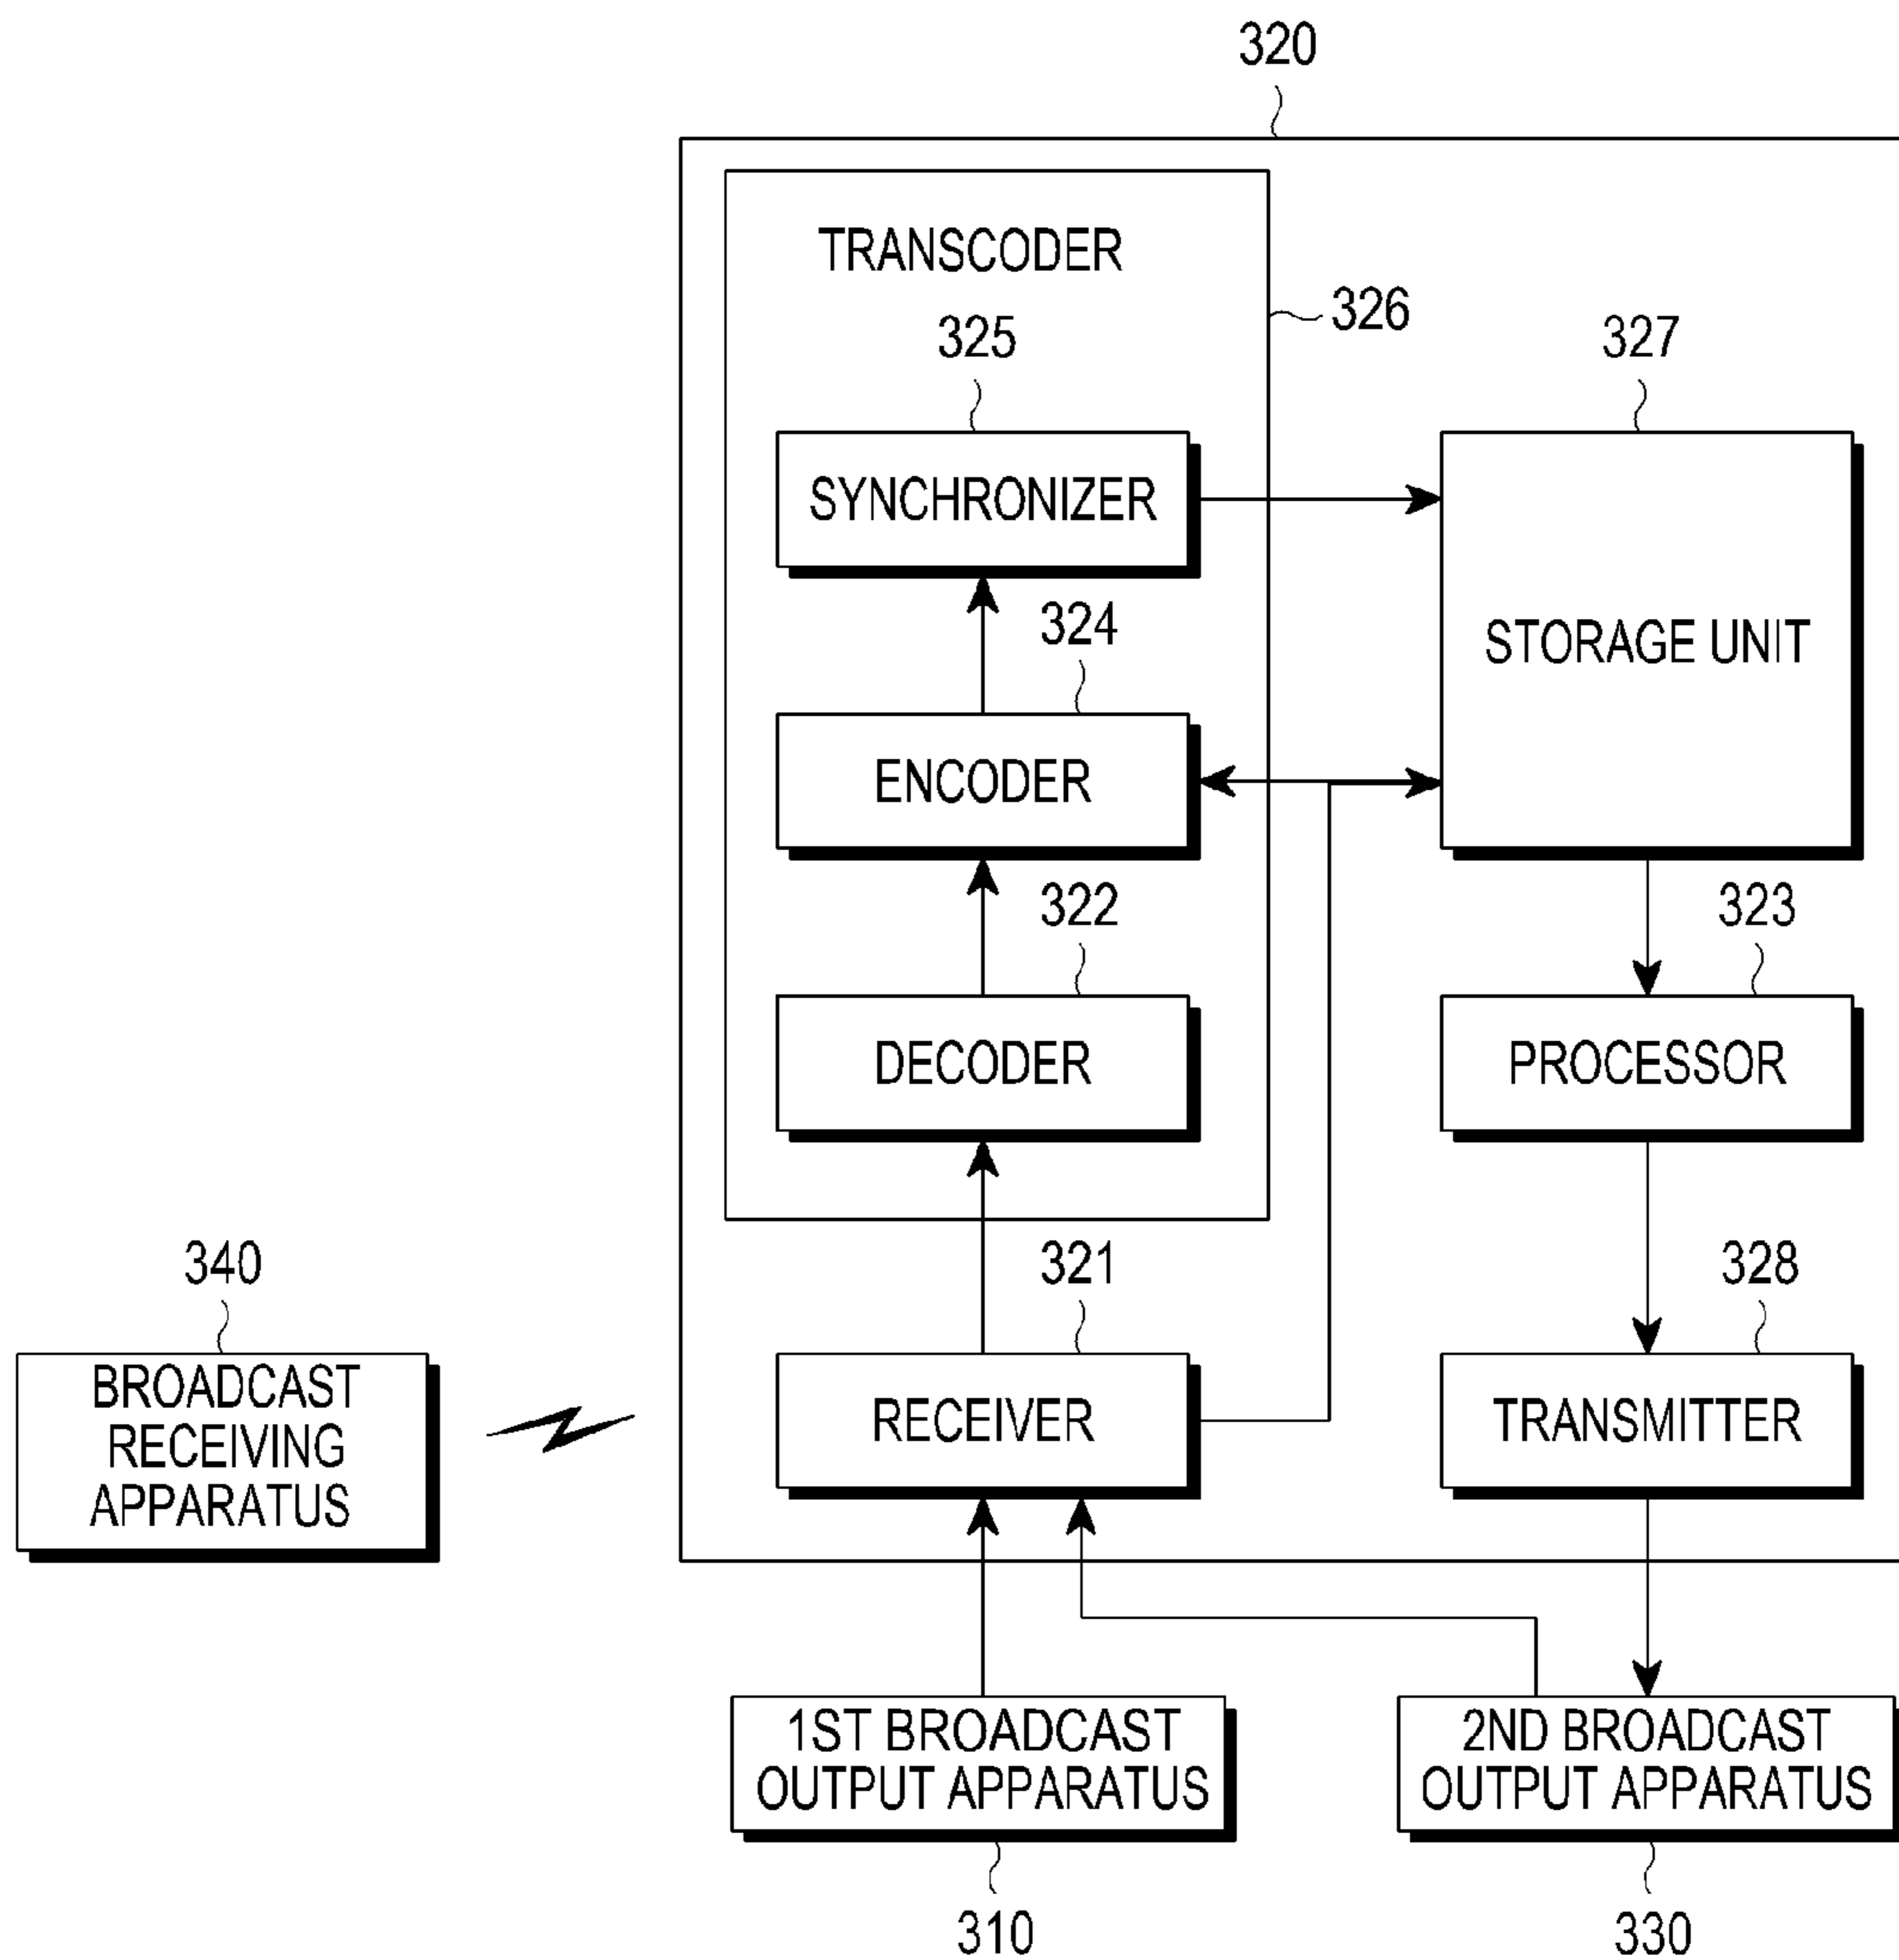 320
TRANSCODER
326
325
327
SYNCHRONIZER
324
STORAGE UNIT
ENCODER
322
323
DECODER
PROCESSOR
340
321
328
BROADCAST
RECEIVING
APPARATUS
RECEIVER
TRANSMITTER
1ST BROADCAST
OUTPUT APPARATUS
2ND BROADCAST
OUTPUT APPARATUS
310
330